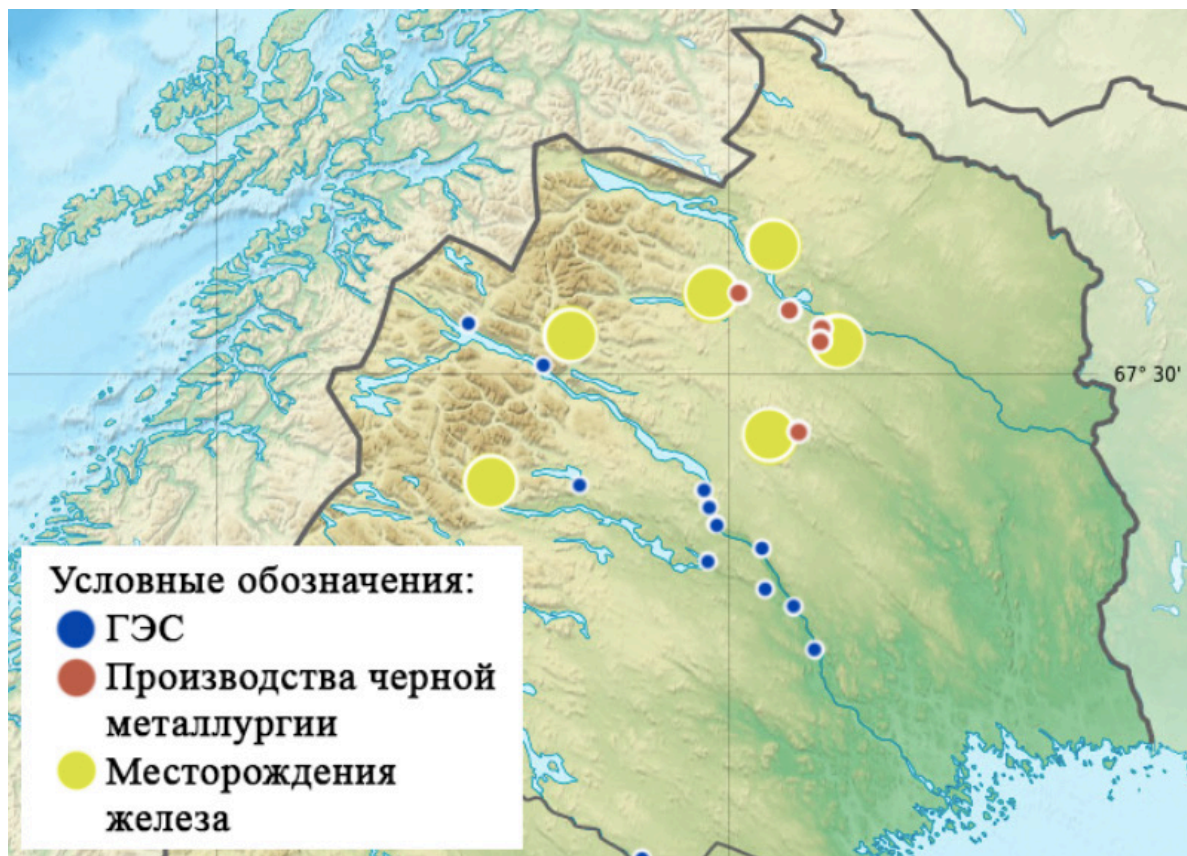 67° 30'
Условные обозначения:
ГЭС
Производства черной
металлургии
Месторождения
железа